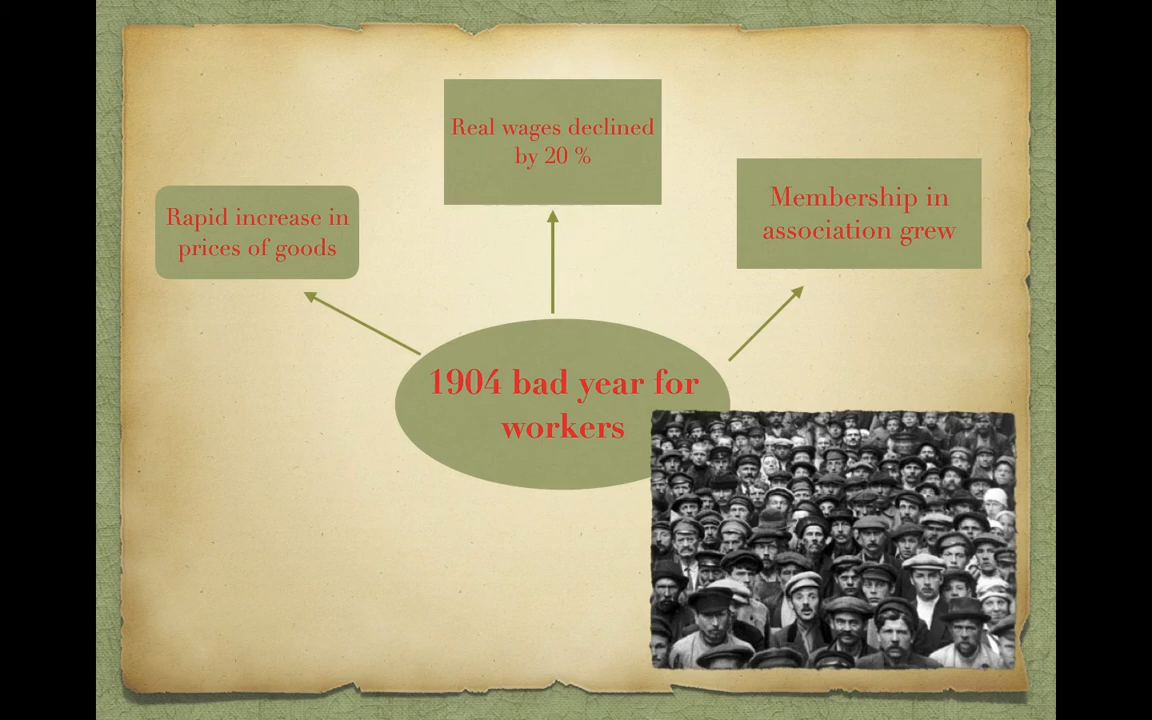 Real wages declined
by 20 %
Rapid increase in
prices of goods
Membership in
association grew
1904 bad year for
workers